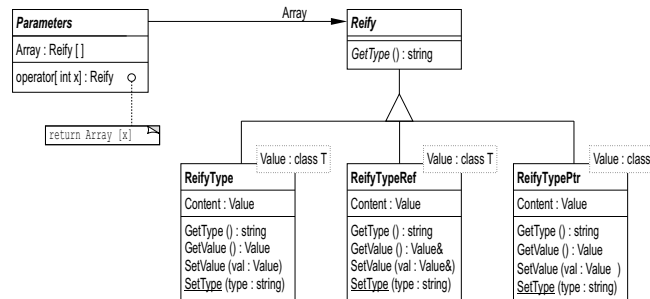 Parameters
Array : Reify [ ]
operator[ int x] : Reify
return Array [x]
Array
Reify
GetType () : string
Value : class T
ReifyType
Content : Value
GetType () : string
GetValue () : Value
SetValue (val : Value)
SetType (type : string)
Value : class T
ReifyTypeRef
Content : Value
GetType () : string
GetValue () : Value&
SetValue (val : Value&)
SetType (type : string)
Value : class
ReifyTypePtr
Content : Value
GetType () : string
GetValue () : Value
SetValue (val : Value )
SetType (type : string)